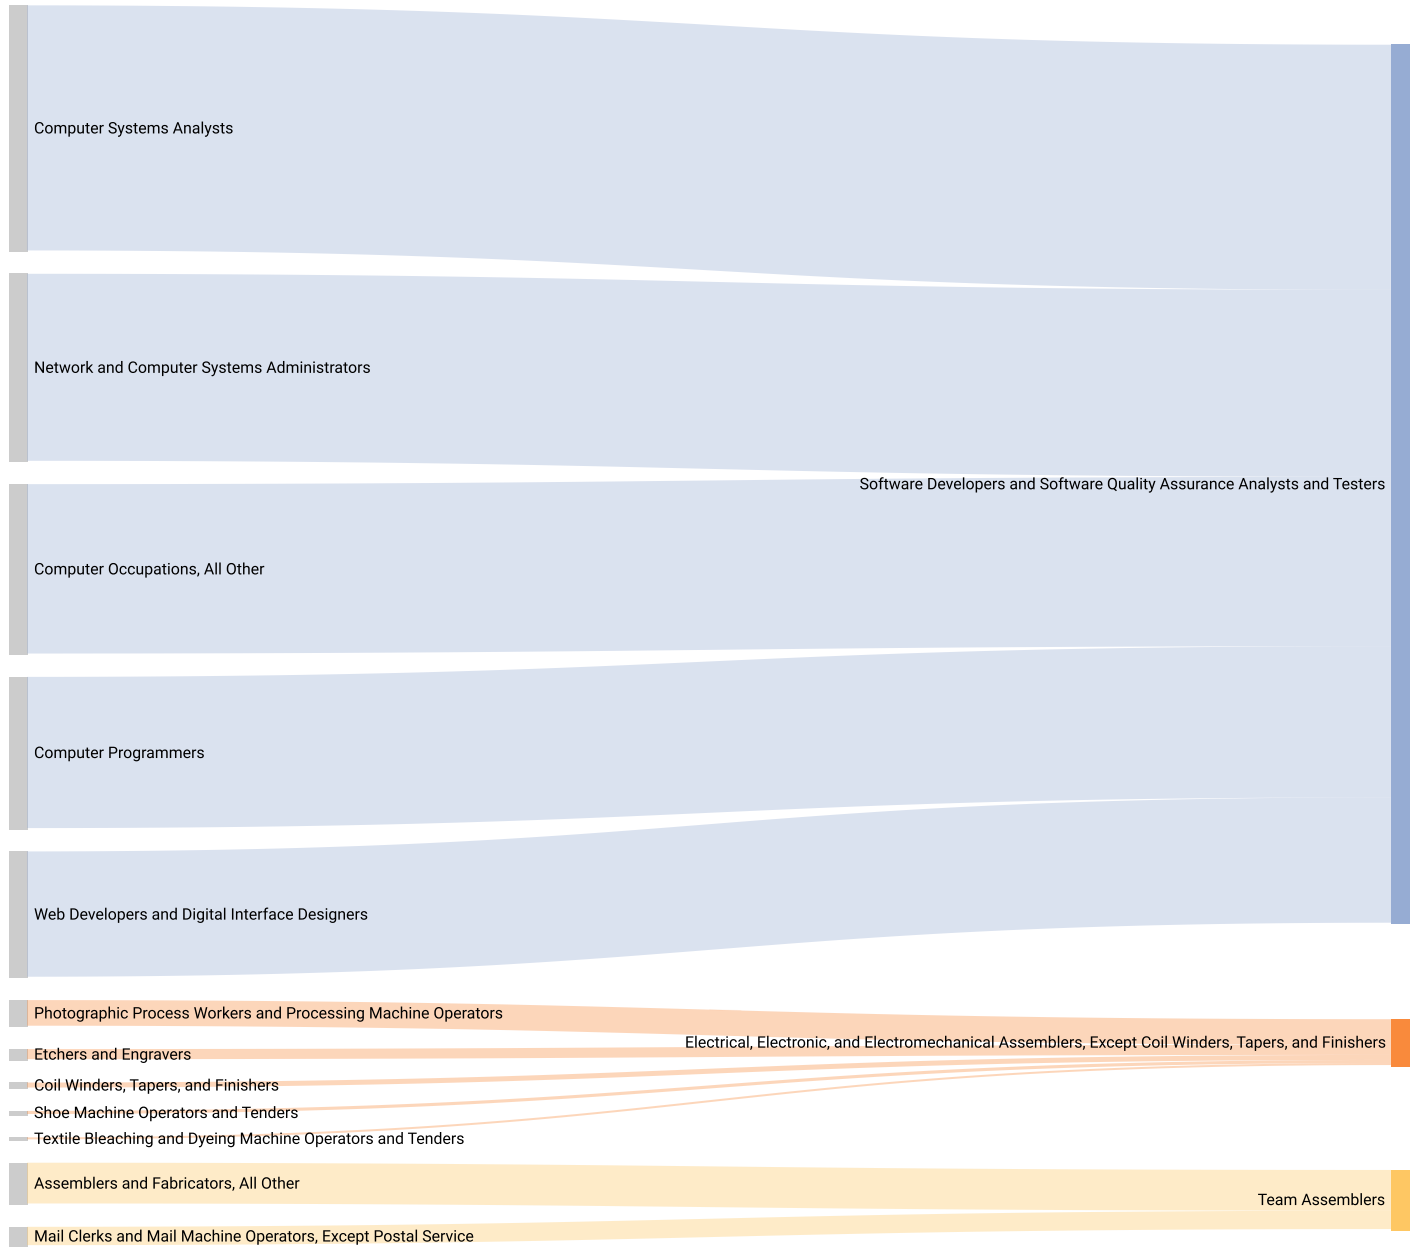 Computer Systems Analysts
Network and Computer Systems Administrators
Software Developers and Software Quality Assurance Analysts and Testers
Computer Occupations, All Other
Computer Programmers
Web Developers and Digital Interface Designers
Photographic Process Workers and Processing Machine Operators
Electrical, Electronic, and Electromechanical Assemblers, Except Coil Winders, Tapers, and Finishers
Etchers and Engravers
Coil Winders, Tapers, and Finishers
Shoe Machine Operators and Tenders
Textile Bleaching and Dyeing Machine Operators and Tenders
Assemblers and Fabricators, All Other
Team Assemblers
Mail Clerks and Mail Machine Operators, Except Postal Service